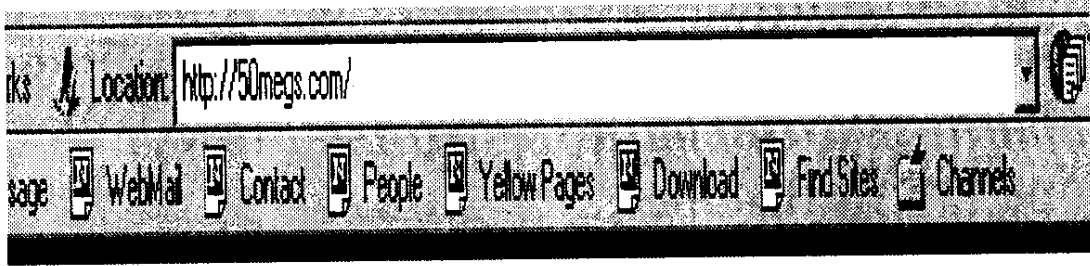 rks Location: http://50megs.com/
sage WebMail Contact People Yellow Pages Download Find Sites Channels